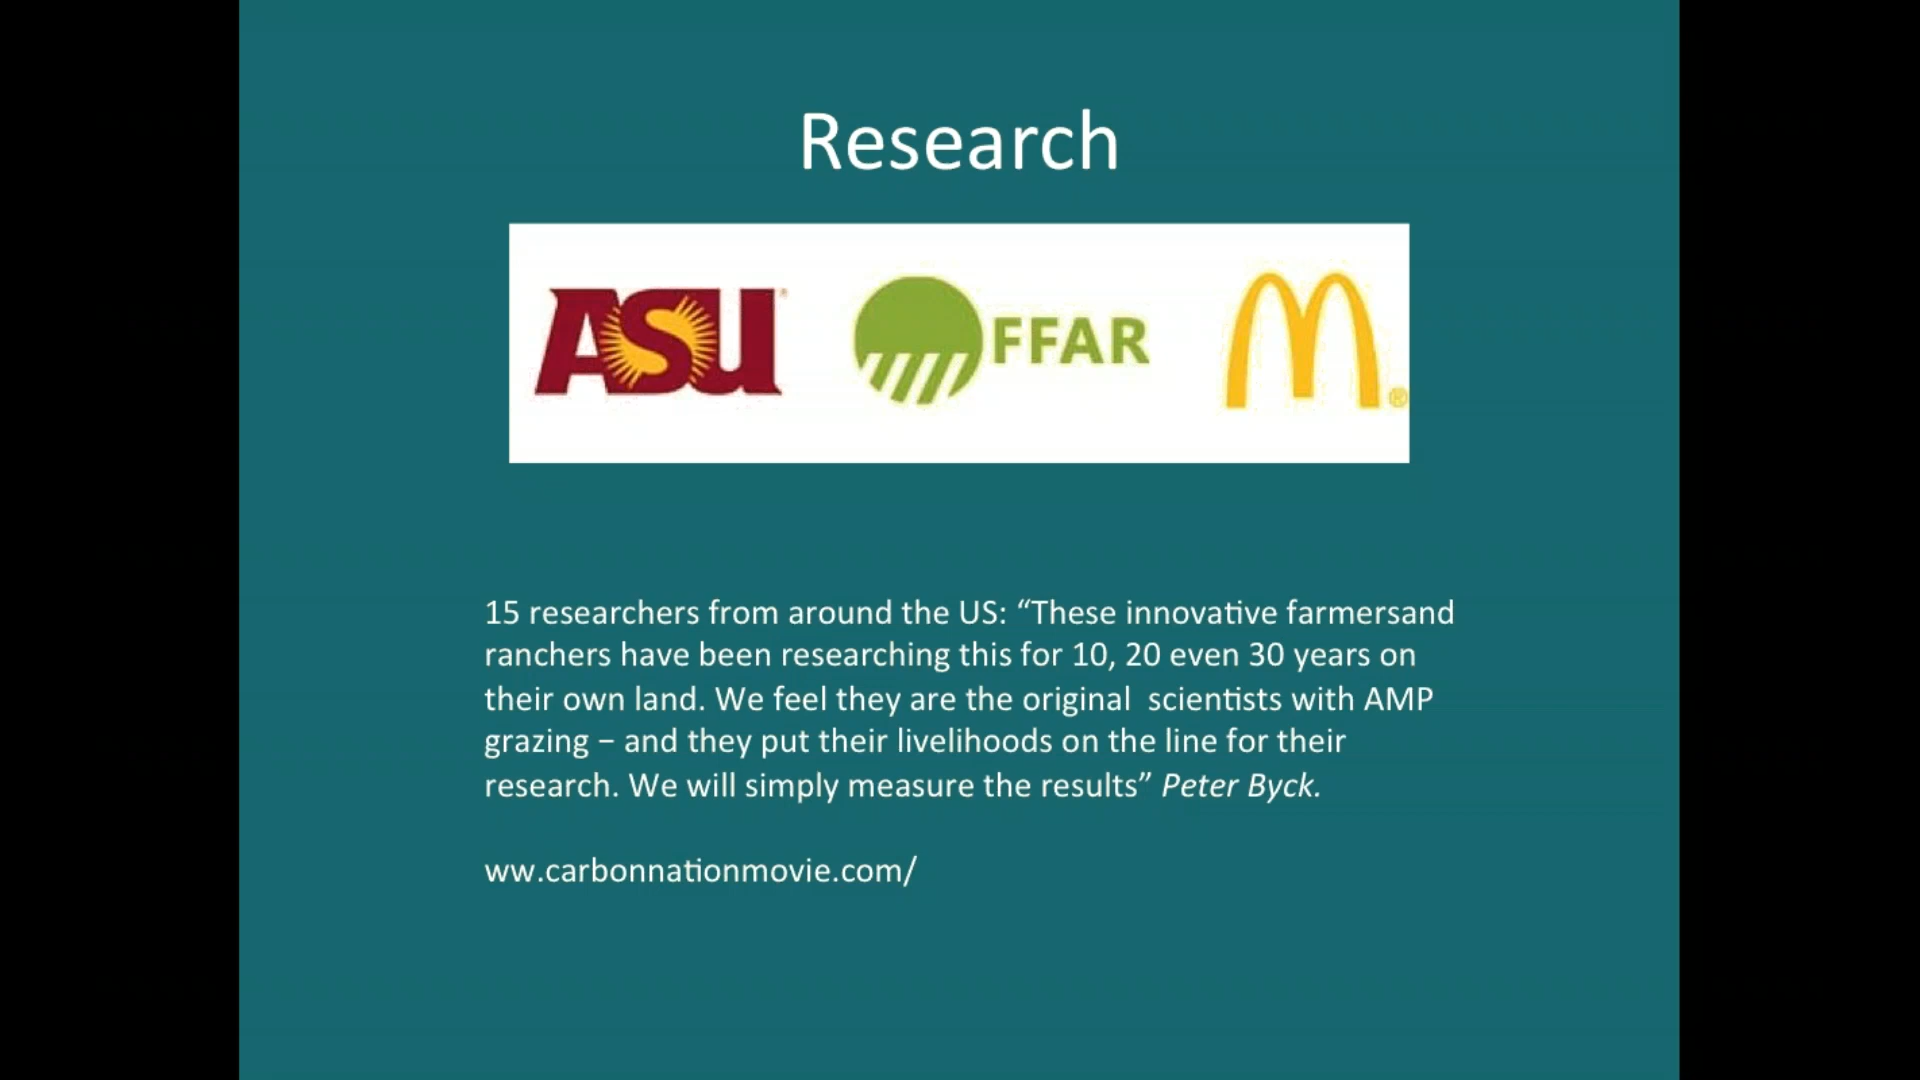 Research
ASU
FFAR
M
15 researchers from around the US: “These innovative farmersand
ranchers have been researching this for 10, 20 even 30 years on
their own land. We feel they are the original  scientists with AMP
grazing – and they put their livelihoods on the line for their
research. We will simply measure the results” Peter Byck.
ww.carbonnationmovie.com/